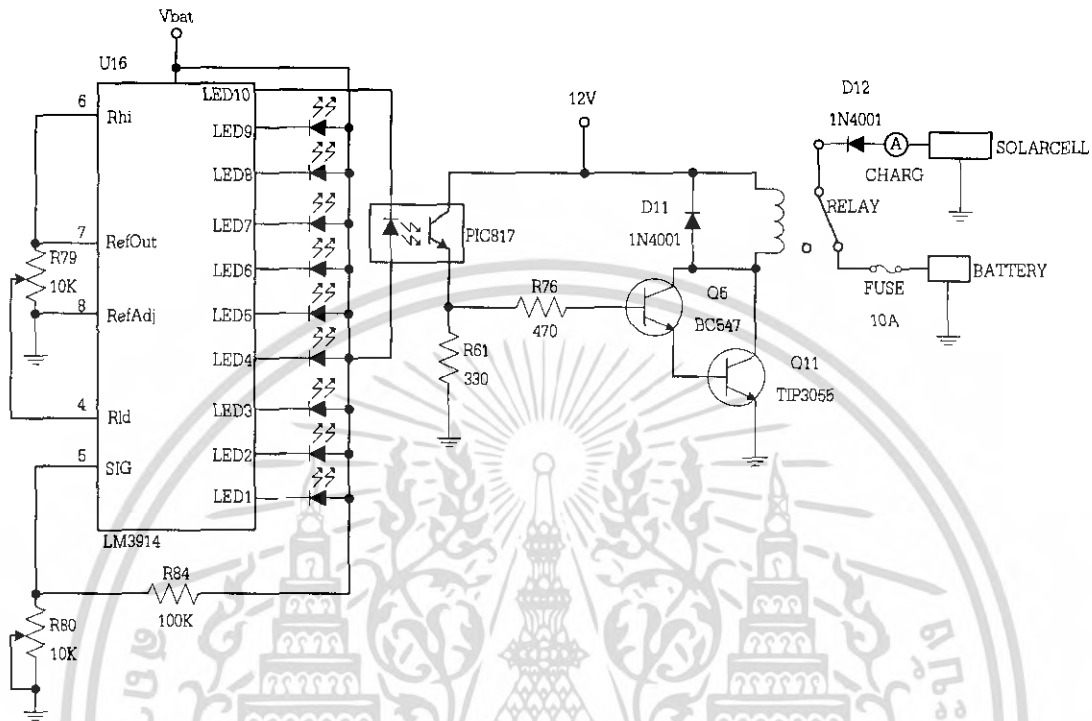 Vbat
U16
6
Rhi
LED10
LED9
LED8
7
RefOut
LED7
R79
10K
LED6
8
RefAdj
LED5
LED4
4
Rld
LED3
5
SIG
LED2
LED1
LM3914
R84
100K
R80
10K
PIC817
12V
D11
1N4001
R76
470
R61
330
Q5
BC547
Q11
TIP3055
D12
1N4001
A
CHARG
SOLARCELL
RELAY
FUSE
10A
BATTERY